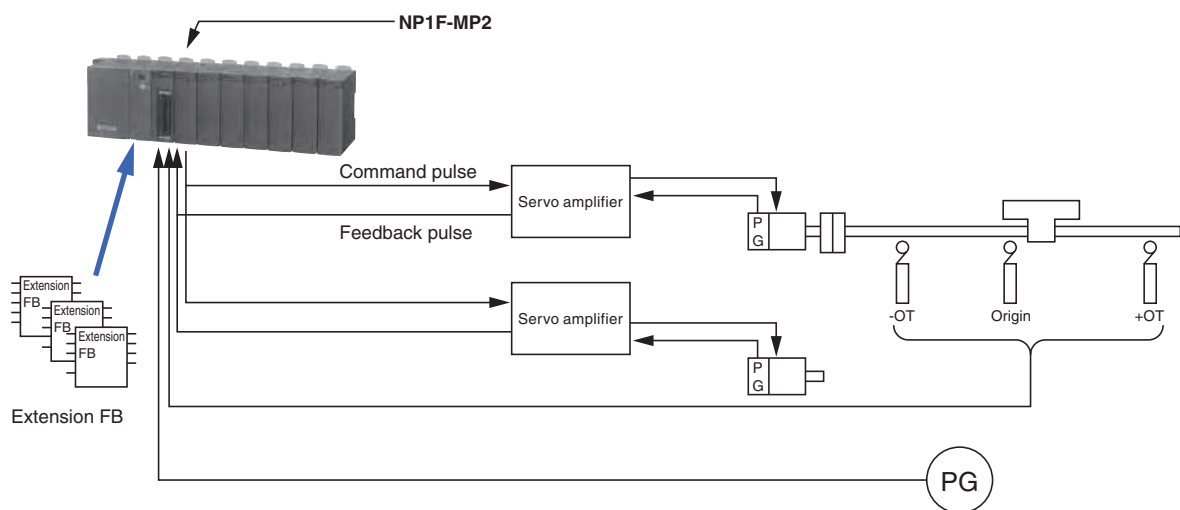 NP1F-MP2
Command pulse
Servo amplifier
Feedback pulse
P
G
-OT
Origin
+OT
Extension
FB
Extension
FB
Extension
FB
Servo amplifier
P
G
Extension FB
PG